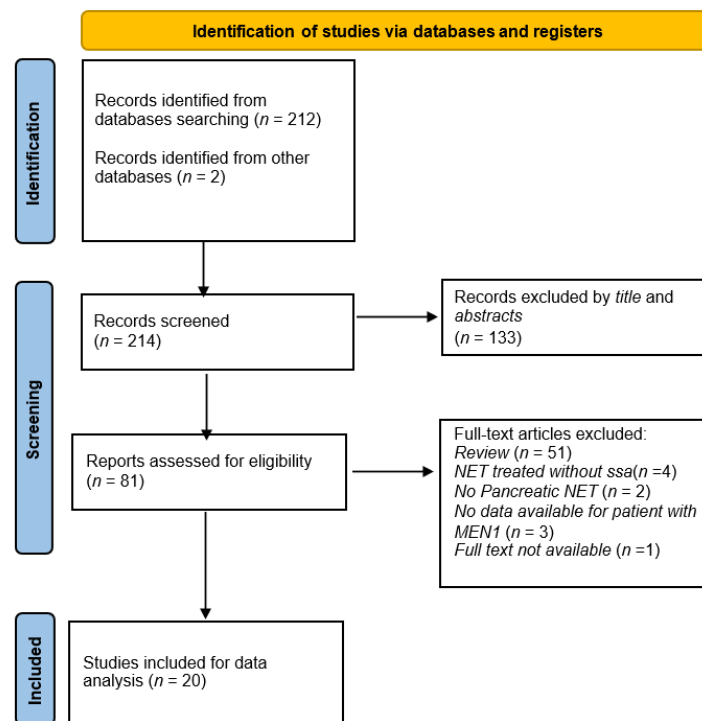 Identification of studies via databases and registers
Identification
Records identified from
databases searching (n = 212)
Records identified from other
databases (n = 2)
Screening
Records screened
(n = 214)
Records excluded by title and
abstracts
(n = 133)
Reports assessed for eligibility
(n = 81)
Full-text articles excluded:
Review (n = 51)
NET treated without ssa(n =4)
No Pancreatic NET (n = 2)
No data available for patient with
MEN1 (n = 3)
Full text not available (n =1)
Included
Studies included for data
analysis (n = 20)